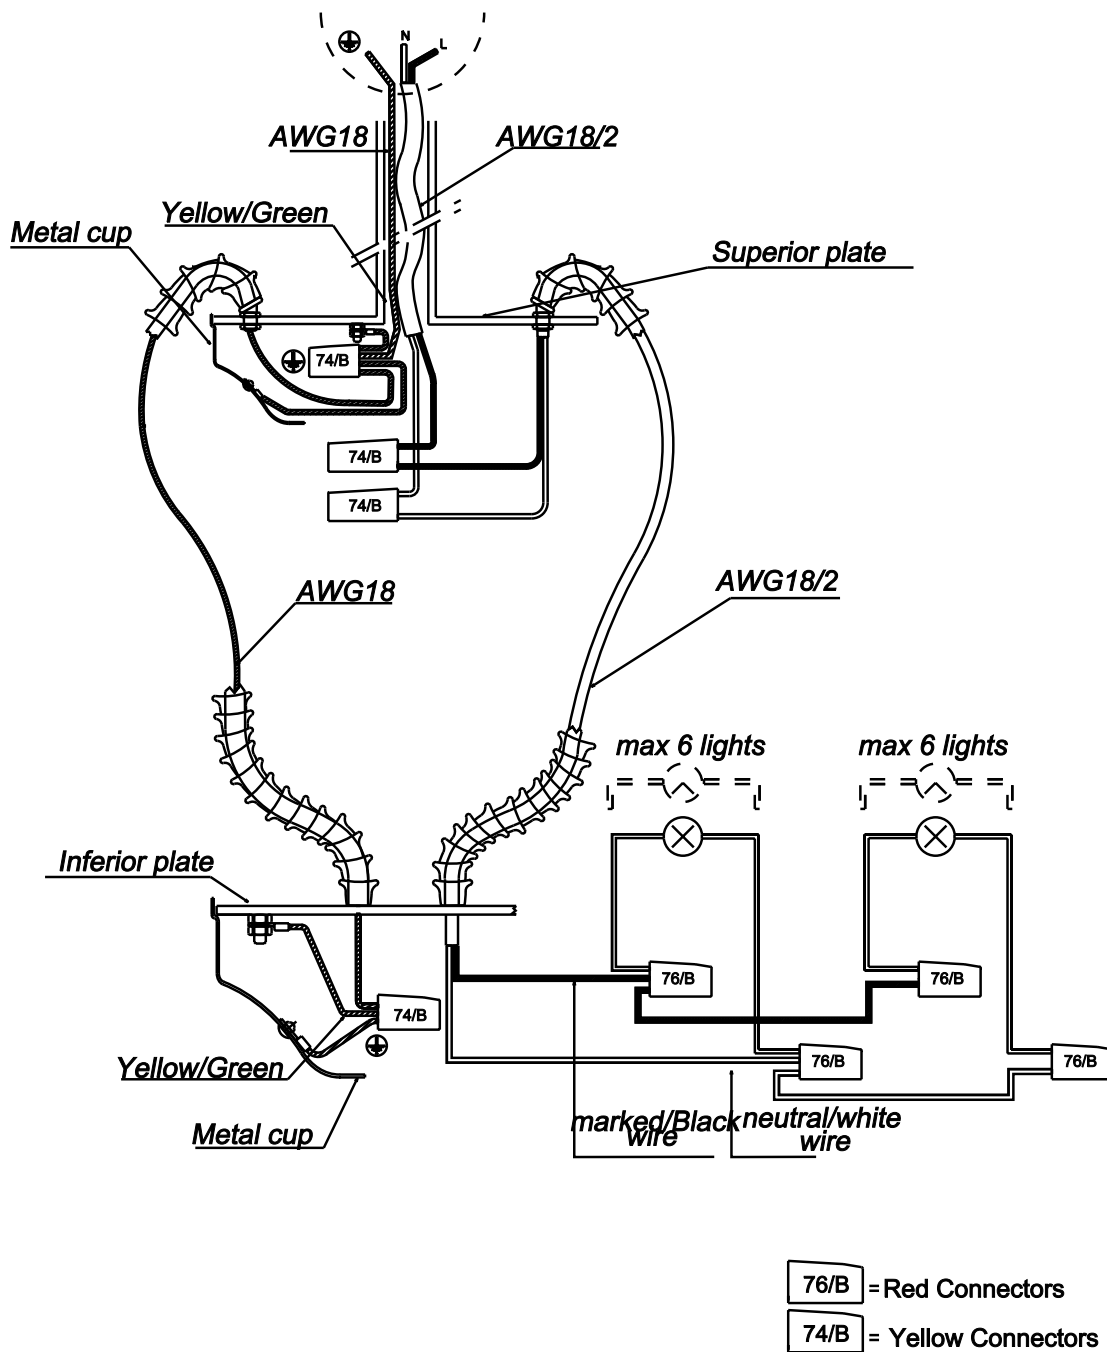 N
L
AWG18
AWG18/2
Yellow/Green
Metal cup
Superior plate
74/B
74/B
74/B
AWG18
AWG18/2
max 6 lights
max 6 lights
Inferior plate
76/B
76/B
74/B
76/B
76/B
Yellow/Green
Metal cup
marked/Black
wire
neutral/white
wire
76/B = Red Connectors
74/B = Yellow Connectors